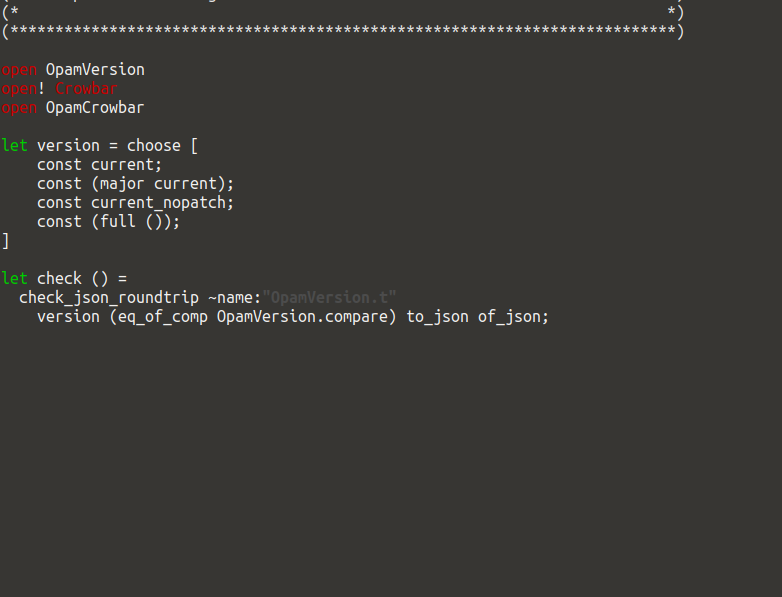 (*                                                                        *)
(**************************************************************************)

open OpamVersion
open! Crowbar
open OpamCrowbar

let version = choose [
    const current;
    const (major current);
    const current_nopatch;
    const (full ());
]

let check () =
  check_json_roundtrip ~name:"OpamVersion.t"
    version (eq_of_comp OpamVersion.compare) to_json of_json;